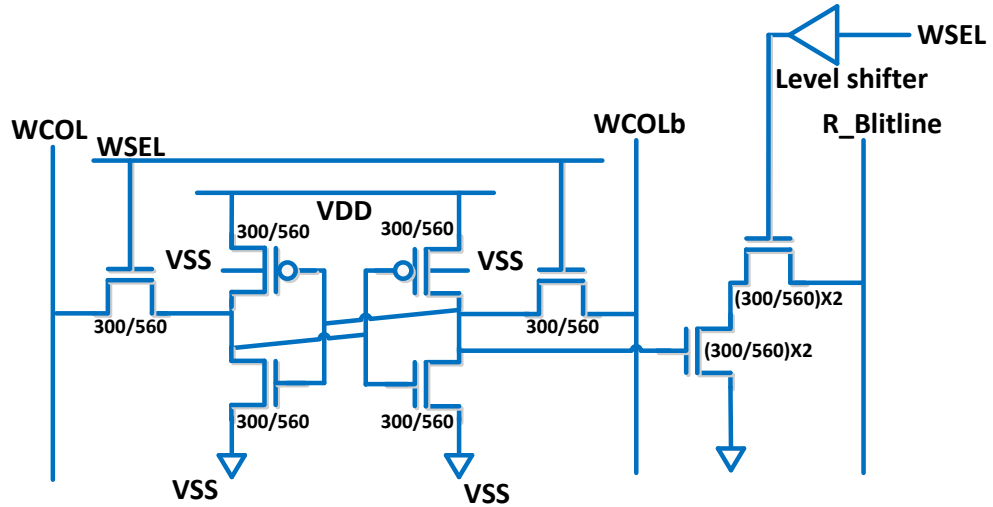 WSEL
Level shifter
WCOL
WCOLb
R_Blitline
WSEL
VDD
300/560
300/560
VSS
VSS
300/560
300/560
(300/560)X2
(300/560)X2
300/560
300/560
VSS
VSS